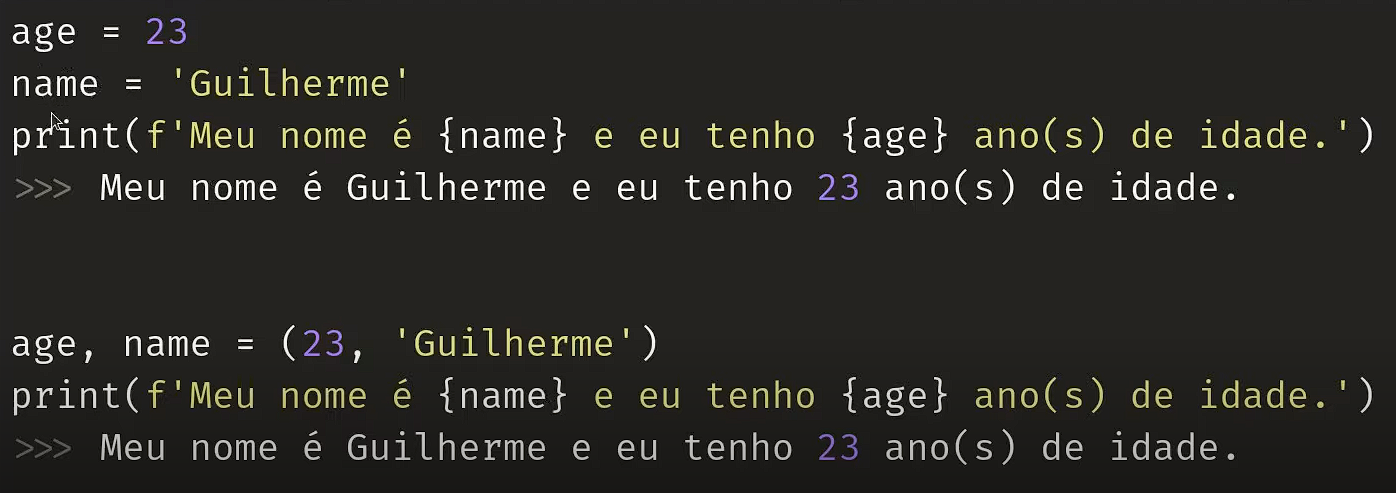 age = 23
name = 'Guilherme'
print(f'Meu nome é {name} e eu tenho {age} ano(s) de idade.')
>>> Meu nome é Guilherme e eu tenho 23 ano(s) de idade.
age, name = (23, 'Guilherme')
print(f'Meu nome é {name} e eu tenho {age} ano(s) de idade.')
>>> Meu nome é Guilherme e eu tenho 23 ano(s) de idade.